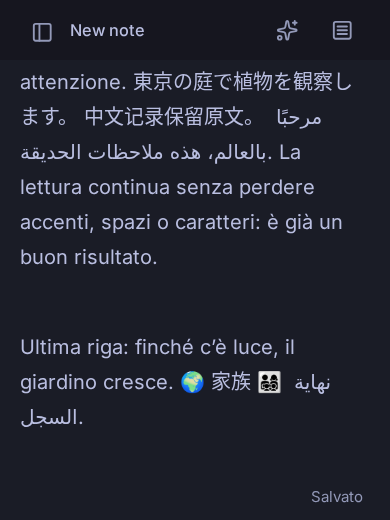 New note
attenzione. 東京の庭で植物を観察し
ます。 中文记录保留原文。 مرحبًا
بالعالم، هذه ملاحظات الحديقة. La
lettura continua senza perdere
accenti, spazi o caratteri: è già un
buon risultato.
Ultima riga: finché c’è luce, il
giardino cresce. 🌍 家族 👨‍👩‍👧‍👦 نهاية
السجل.
Salvato